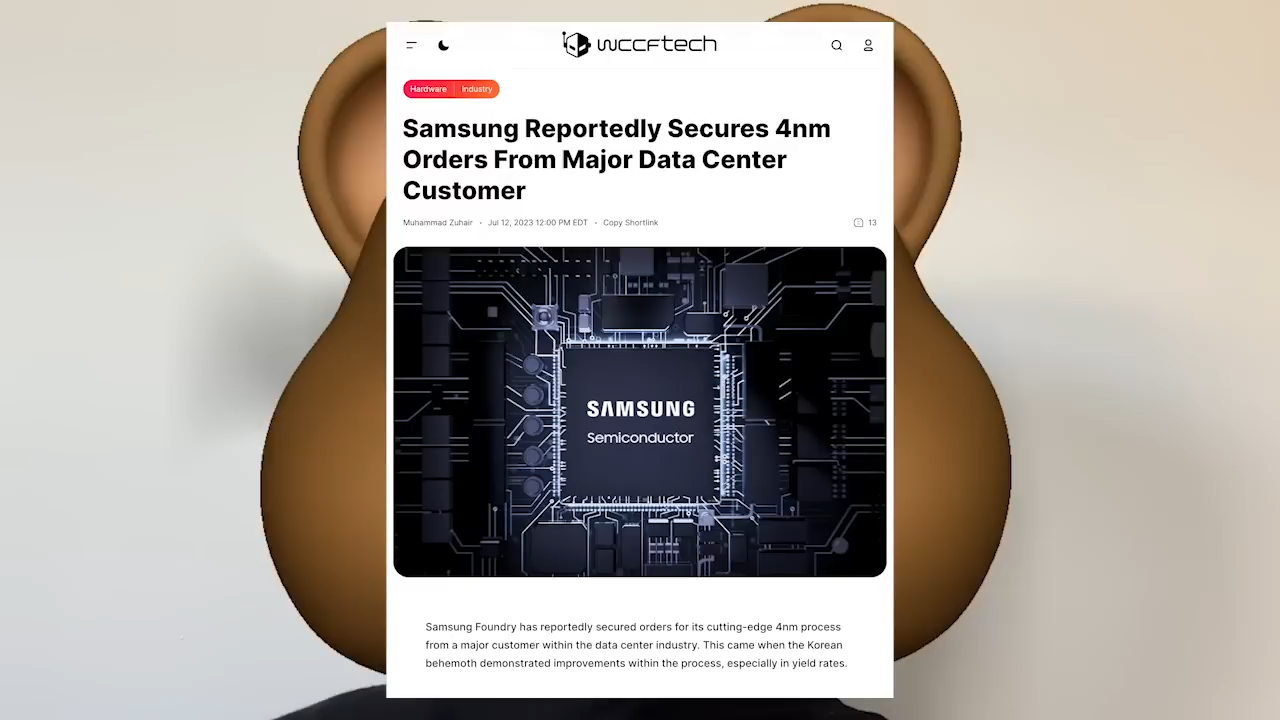 wccftech
Hardware Industry
Samsung Reportedly Secures 4nm
Orders From Major Data Center
Customer
Muhammad Zuhair • Jul 12, 2023 12:00 PM EDT • Copy Shortlink 13
SAMSUNG
Semiconductor
Samsung Foundry has reportedly secured orders for its cutting-edge 4nm process
from a major customer within the data center industry. This came when the Korean
behemoth demonstrated improvements within the process, especially in yield rates.